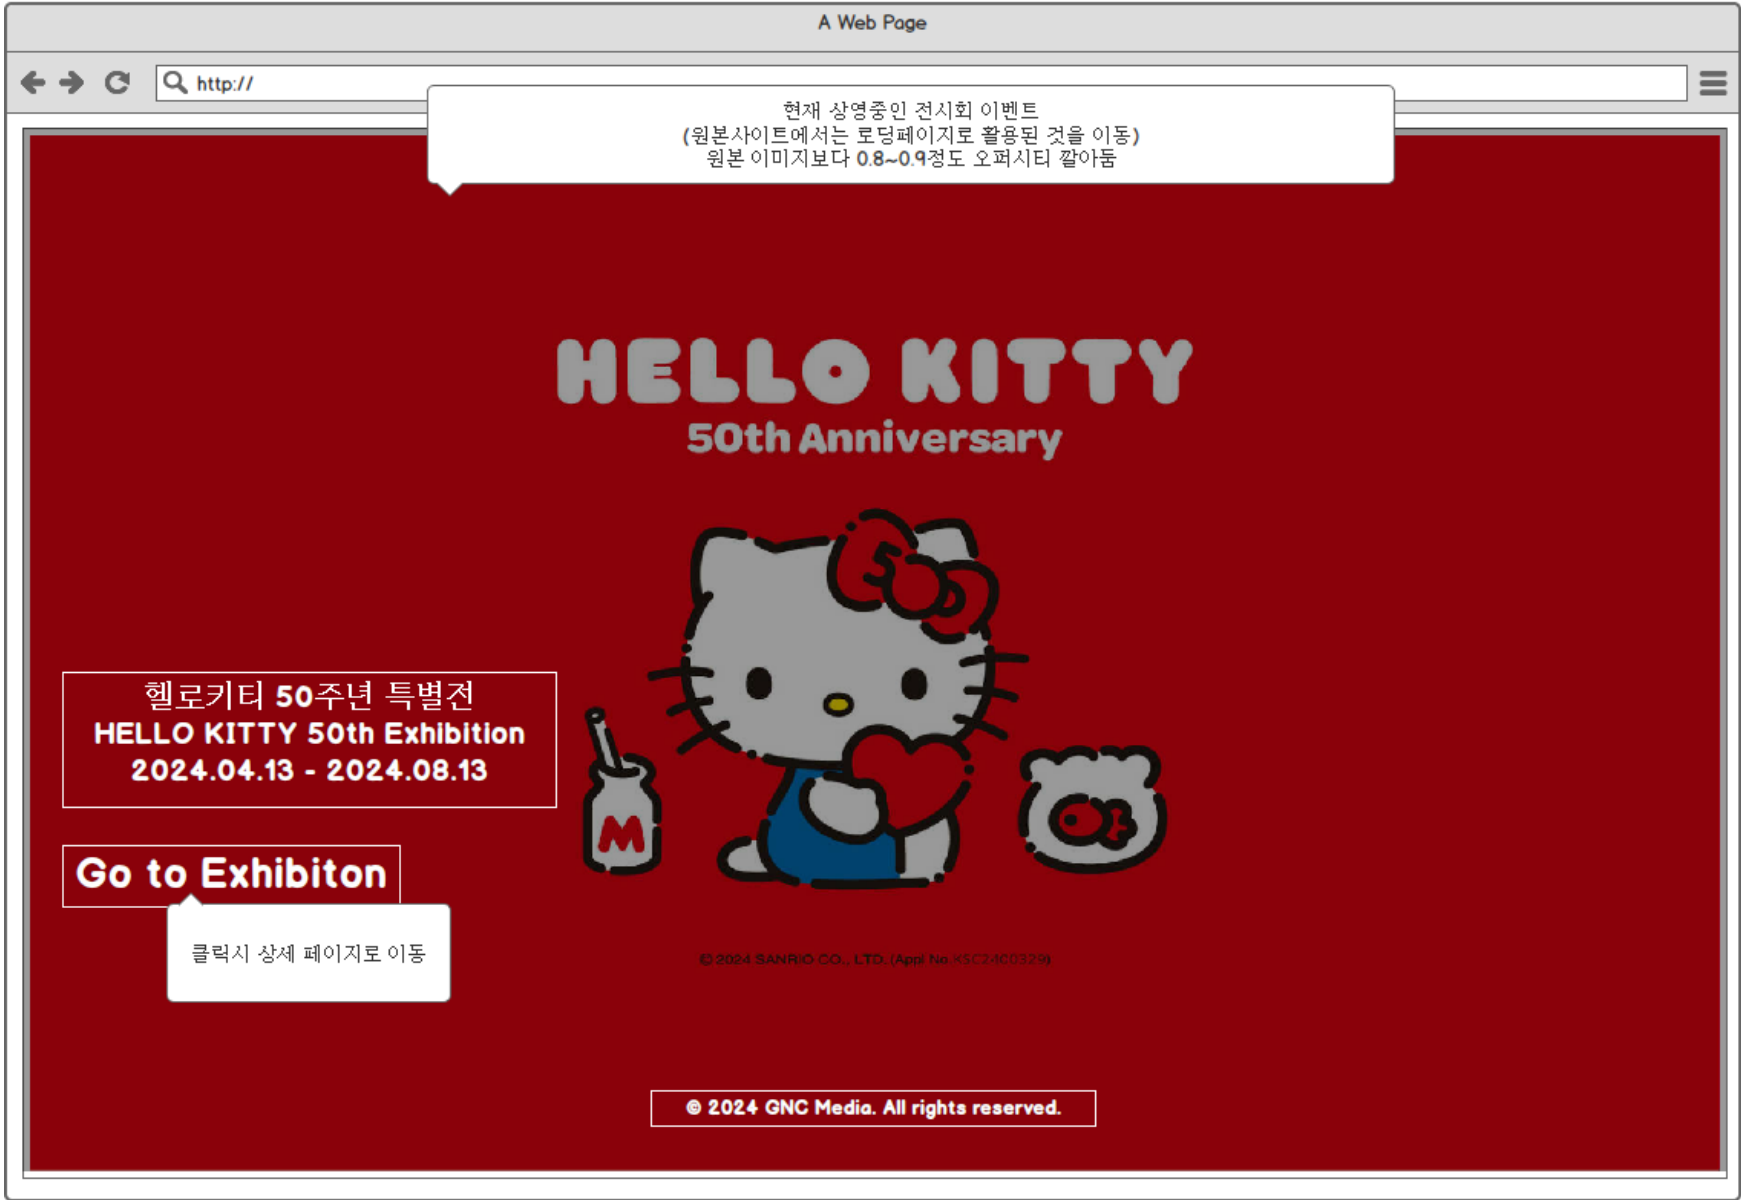 A Web Page
http://
현재 상영중인 전시회 이벤트
(원본사이트에서는 로딩페이지로 활용된 것을 이동)
원본 이미지보다 0.8~0.9정도 오퍼시티 깔아둠
HELLO KITTY
50th Anniversary
헬로키티 50주년 특별전
HELLO KITTY 50th Exhibition
2024.04.13 - 2024.08.13
M
Go to Exhibiton
클릭시 상세 페이지로 이동
© 2024 SANRIO CO., LTD. (Appl No.KSC2400329)
© 2024 GNC Media. All rights reserved.